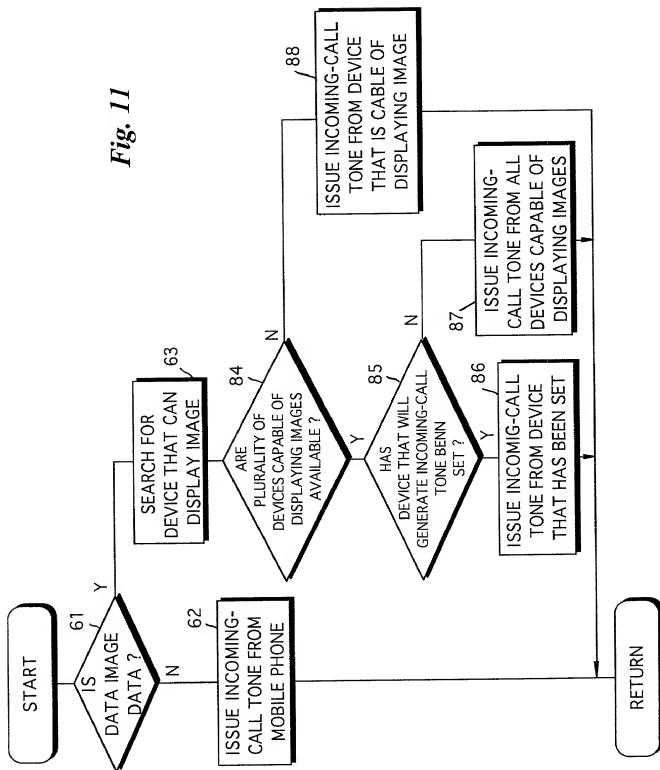 Fig. 11
START
61
IS
DATA IMAGE
DATA ?
Y
N
62
ISSUE INCOMING-
CALL TONE FROM
MOBILE PHONE
63
SEARCH FOR
DEVICE THAT CAN
DISPLAY IMAGE
84
ARE
PLURALITY OF
DEVICES CAPABLE OF
DISPLAYING IMAGES
AVAILABLE ?
N
Y
88
ISSUE INCOMING-CALL
TONE FROM DEVICE
THAT IS CABLE OF
DISPLAYING IMAGE
85
HAS
DEVICE THAT WILL
GENERATE INCOMING-CALL
TONE BENN
SET ?
N
Y
86
ISSUE INCOMIG-CALL
TONE FROM DEVICE
THAT HAS BEEN SET
87
ISSUE INCOMING-
CALL TONE FROM ALL
DEVICES CAPABLE OF
DISPLAYING IMAGES
RETURN